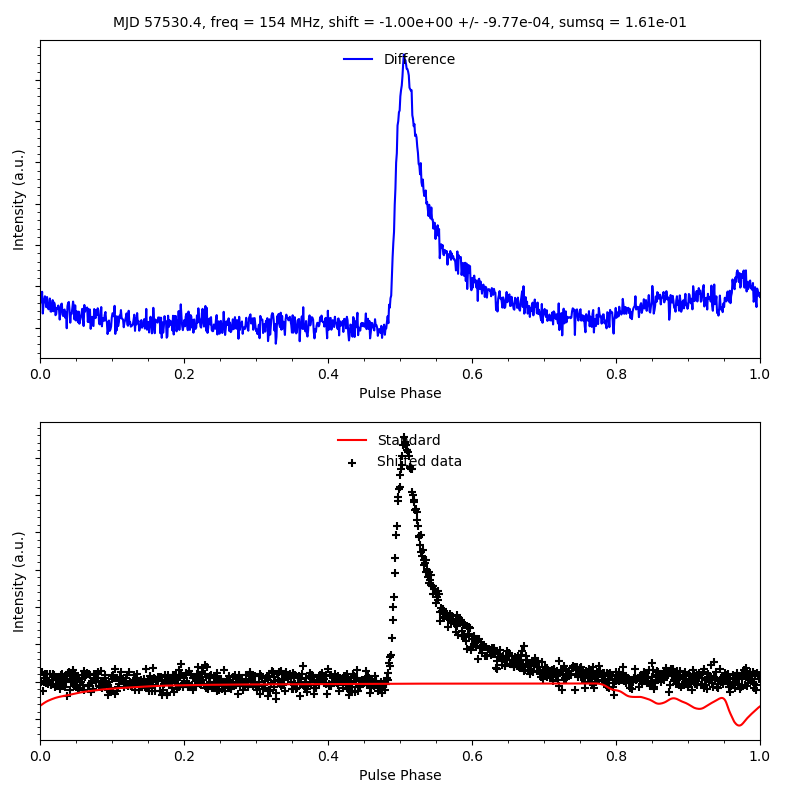 MJD 57530.4, freq = 154 MHz, shift = -1.00e+00 +/- -9.77e-04, sumsq = 1.61e-01
Difference
Intensity (a.u.)
0.0 0.2 0.4 0.6 0.8 1.0
Pulse Phase
Standard
Shifted data
Intensity (a.u.)
0.0 0.2 0.4 0.6 0.8 1.0
Pulse Phase